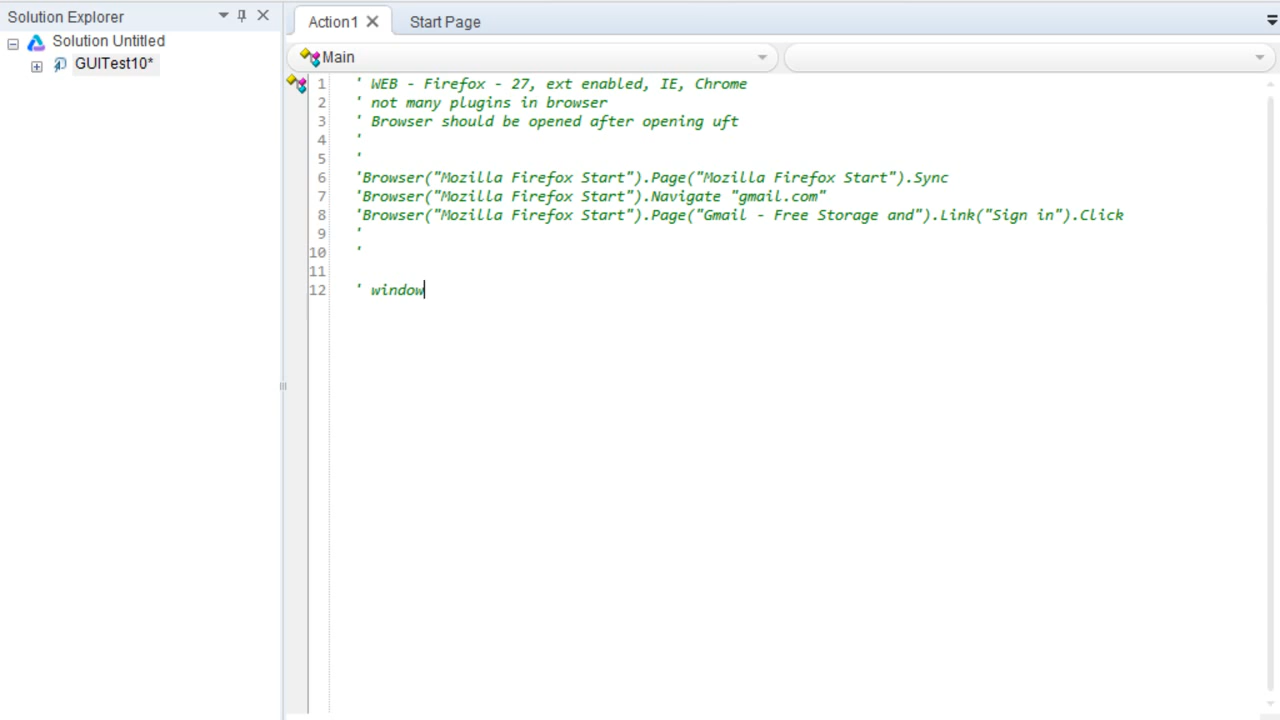 Solution Explorer
Solution Untitled
GUITest10*
Action1
Start Page
Main
1 ' WEB - Firefox - 27, ext enabled, IE, Chrome
2 ' not many plugins in browser
3 ' Browser should be opened after opening uft
4 '
5 '
6 'Browser("Mozilla Firefox Start").Page("Mozilla Firefox Start").Sync
7 'Browser("Mozilla Firefox Start").Navigate "gmail.com"
8 'Browser("Mozilla Firefox Start").Page("Gmail - Free Storage and").Link("Sign in").Click
9 '
10 '
11
12 ' window